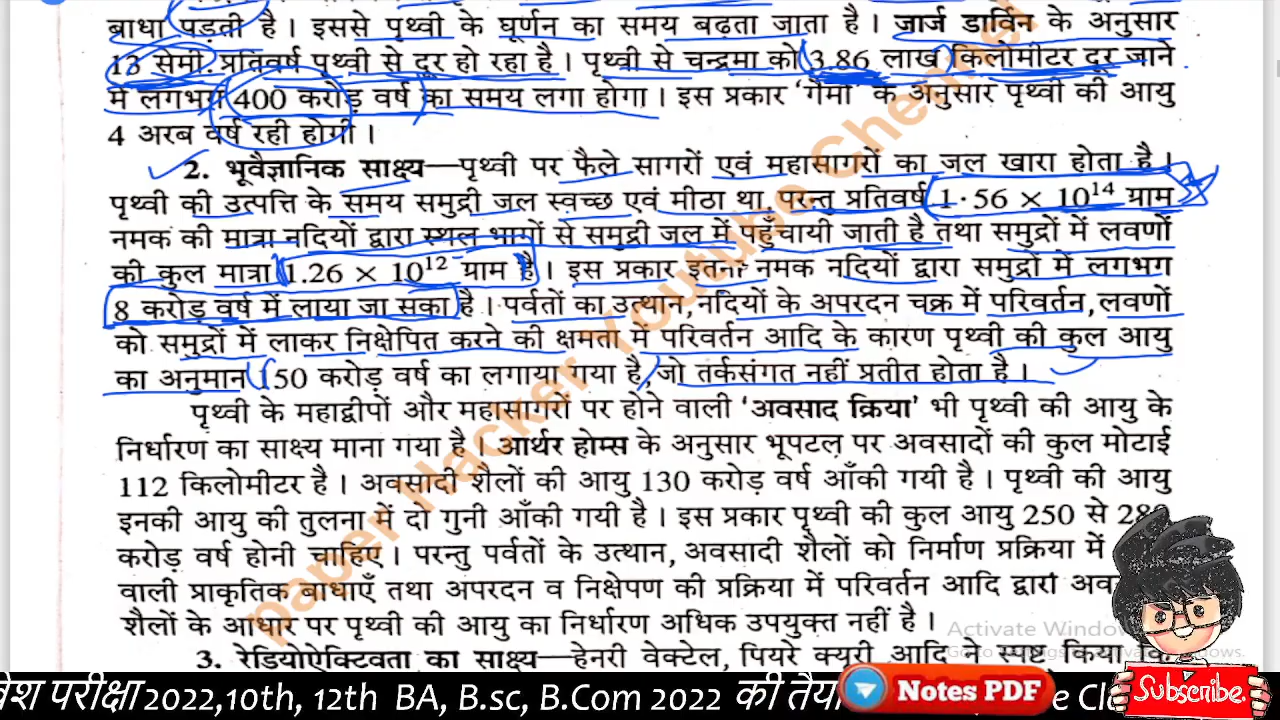 बाधा पड़ती है। इससे पृथ्वी के घूर्णन का समय बढ़ता जाता है। जार्ज डार्विन के अनुसार
13 सेमी. प्रतिवर्ष पृथ्वी से दूर हो रहा है। पृथ्वी से चन्द्रमा को 3.86 लाख किलोमीटर दूर जाने
में लगभग 400 करोड़ वर्ष का समय लगा होगा। इस प्रकार 'गैमो' के अनुसार पृथ्वी की आयु
4 अरब वर्ष रही होगी।
2. भूवैज्ञानिक साक्ष्य—पृथ्वी पर फैले सागरों एवं महासागरों का जल खारा होता है।
पृथ्वी की उत्पत्ति के समय समुद्री जल स्वच्छ एवं मीठा था, परन्तु प्रतिवर्ष 1·56 × 10¹⁴ ग्राम
नमक की मात्रा नदियों द्वारा स्थल भागों से समुद्री जल में पहुँचायी जाती है तथा समुद्रों में लवणों
की कुल मात्रा 1.26 × 10¹² ग्राम है। इस प्रकार इतना नमक नदियों द्वारा समुद्रों में लगभग
8 करोड़ वर्ष में लाया जा सका है। पर्वतों का उत्थान, नदियों के अपरदन चक्र में परिवर्तन, लवणों
को समुद्रों में लाकर निक्षेपित करने की क्षमता में परिवर्तन आदि के कारण पृथ्वी की कुल आयु
का अनुमान 150 करोड़ वर्ष का लगाया गया है, जो तर्कसंगत नहीं प्रतीत होता है।
पृथ्वी के महाद्वीपों और महासागरों पर होने वाली 'अवसाद क्रिया' भी पृथ्वी की आयु के
निर्धारण का साक्ष्य माना गया है। आर्थर होम्स के अनुसार भूपटल पर अवसादों की कुल मोटाई
112 किलोमीटर है। अवसादी शैलों की आयु 130 करोड़ वर्ष आँकी गयी है। पृथ्वी की आयु
इनकी आयु की तुलना में दो गुनी आँकी गयी है। इस प्रकार पृथ्वी की कुल आयु 250 से
करोड़ वर्ष होनी चाहिए। परन्तु पर्वतों के उत्थान, अवसादी शैलों को निर्माण प्रक्रिया में
वाली प्राकृतिक बाधाएँ तथा अपरदन व निक्षेपण की प्रक्रिया में परिवर्तन आदि द्वारा
शैलों के आधार पर पृथ्वी की आयु का निर्धारण अधिक उपयुक्त नहीं है।
3. रेडियोऐक्टिवता का साक्ष्य—हेनरी वेक्टेल, पियरे क्यूरी आदि ने स्पष्ट किया
paper Hacker Youtube
Activate Window
2022,10th, 12th BA, B.sc, B.Com 2022 की
परीक्षा
Notes PDF
Subscribe